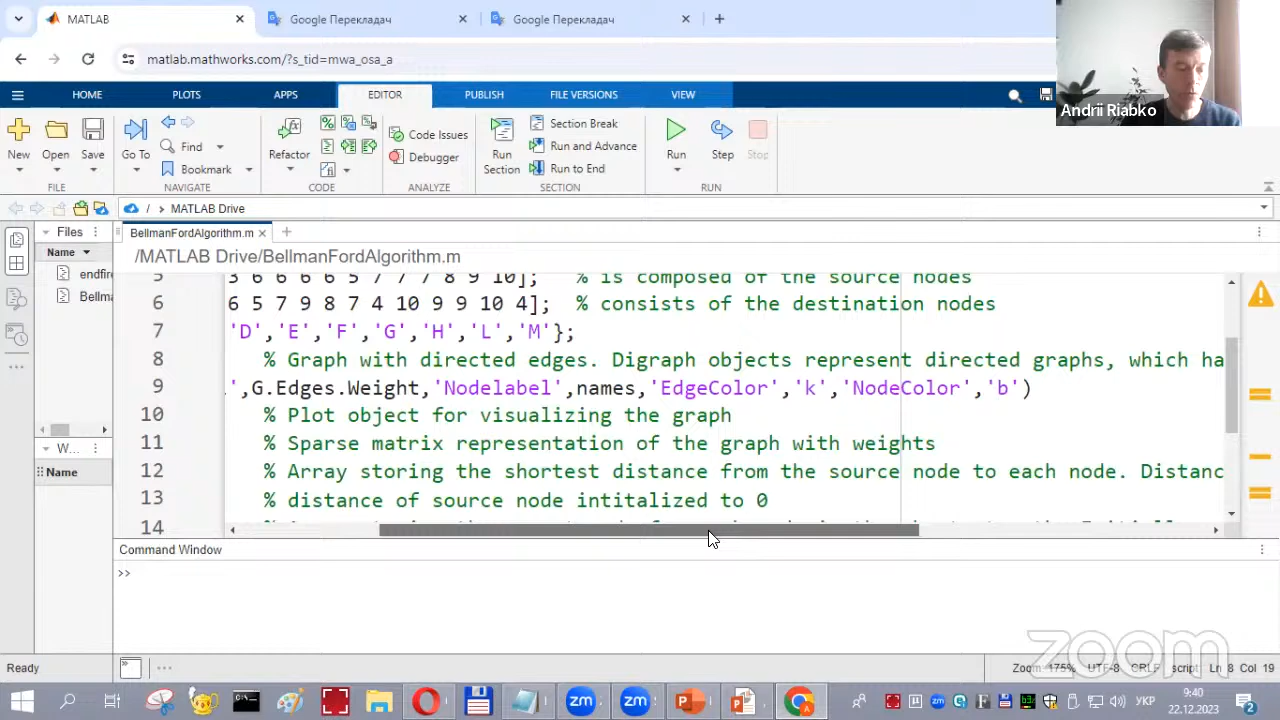 MATLAB
Google Перекладач
Google Перекладач
matlab.mathworks.com/?s_tid=mwa_osa_a
Andrii Riabko
HOME PLOTS APPS EDITOR PUBLISH FILE VERSIONS VIEW
New Open Save
FILE
Go To
Find
Bookmark
NAVIGATE
Refactor
CODE
Code Issues
Debugger
ANALYZE
Run Section
Section Break
Run and Advance
Run to End
SECTION
Run Step Stop
RUN
/ MATLAB Drive
Files
Name
endfire
Bellma
W...
Name
BellmanFordAlgorithm.m
/MATLAB Drive/BellmanFordAlgorithm.m
5 3 6 6 6 6 5 7 7 7 8 9 10]; % is composed of the source nodes
6 6 5 7 9 8 7 4 10 9 9 10 4]; % consists of the destination nodes
7 'D','E','F','G','H','L','M'};
8 % Graph with directed edges. Digraph objects represent directed graphs, which ha
9 ',G.Edges.Weight,'Nodelabel',names,'EdgeColor','k','NodeColor','b')
10 % Plot object for visualizing the graph
11 % Sparse matrix representation of the graph with weights
12 % Array storing the shortest distance from the source node to each node. Distanc
13 % distance of source node intitalized to 0
14
Command Window
>>
zoom
Ready
Zoom: 175% UTF-8 CRLF script Ln 8 Col 19
УКР
9:40
22.12.2023
2